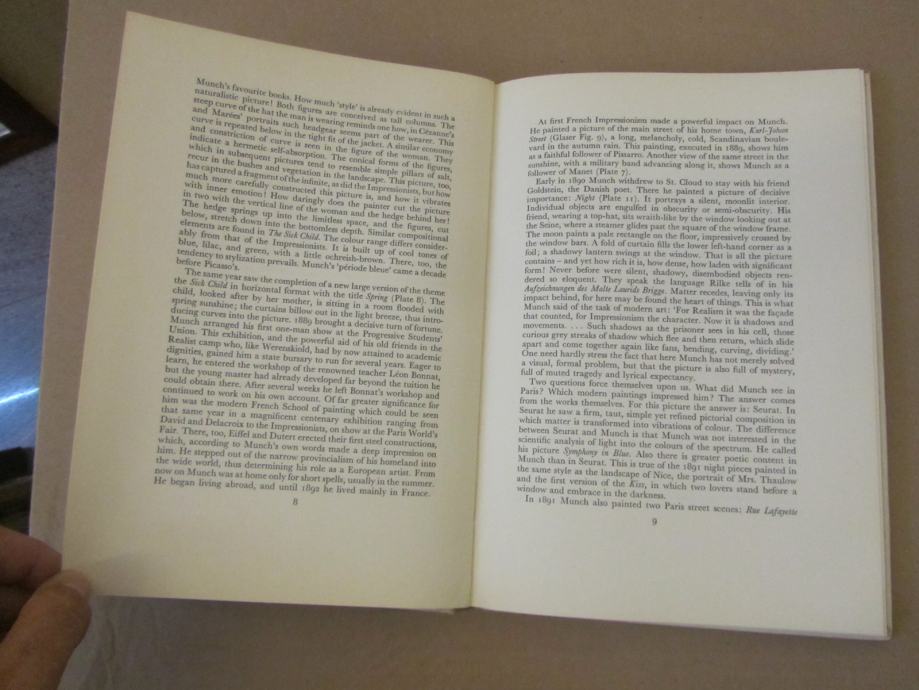 Munch's favourite books. How much 'style' is already evident in such a
naturalistic picture! Both figures are conceived as tall columns. The
steep curve of the hat the man is wearing reminds one how, in Cézanne's
and Marées' portraits such headgear seems part of the wearer. This
curve is repeated below in the tight fit of the jacket. A similar economy
and constriction of curve is seen in the figure of the woman. They
indicate a hermetic self-absorption. The conical forms of the figures,
which in subsequent pictures tend to resemble simple pillars of salt,
recur in the bushes and vegetation in the landscape. This picture, too,
has captured a fragment of the infinite, as did the Impressionists, but how
much more carefully constructed this picture is, and how it vibrates
with inner emotion! How daringly does the painter cut the picture
in two with the vertical line of the woman and the hedge behind her!
The hedge springs up into the limitless space, and the figures, cut
below, stretch down into the bottomless depth. Similar compositional
elements are found in The Sick Child. The colour range differs consider-
ably from that of the Impressionists. It is built up of cool tones of
blue, lilac, and green, with a little ochreish-brown. There, too, the
tendency to stylization prevails. Munch's 'période bleue' came a decade
before Picasso's.
The same year saw the completion of a new large version of the theme
the Sick Child in horizontal format with the title Spring (Plate 8). The
child, looked after by her mother, is sitting in a room flooded with
spring sunshine; the curtains billow out in the light breeze, thus intro-
ducing curves into the picture. 1889 brought a decisive turn of fortune.
Munch arranged his first one-man show at the Progressive Students'
Union. This exhibition, and the powerful aid of his old friends in the
Realist camp who, like Werenskiold, had by now attained to academic
dignities, gained him a state bursary to run for several years. Eager to
learn, he entered the workshop of the renowned teacher Léon Bonnat,
but the young master had already developed far beyond the tuition he
could obtain there. After several weeks he left Bonnat's workshop and
continued to work on his own account. Of far greater significance for
him was the modern French School of painting which could be seen
that same year in a magnificent centenary exhibition ranging from
David and Delacroix to the Impressionists, on show at the Paris World's
Fair. There, too, Eiffel and Dutert erected their first steel constructions,
which, according to Munch's own words made a deep impression on
him. He stepped out of the narrow provincialism of his homeland into
the wide world, thus determining his role as a European artist. From
now on Munch was at home only for short spells, usually in the summer.
He began living abroad, and until 1892 he lived mainly in France.
8
At first French Impressionism made a powerful impact on Munch.
He painted a picture of the main street of his home town, Karl-Johan
Street (Glaser Fig. 9), a long, melancholy, cold, Scandinavian boule-
vard in the autumn rain. This painting, executed in 1889, shows him
as a faithful follower of Pissarro. Another view of the same street in the
sunshine, with a military band advancing along it, shows Munch as a
follower of Manet (Plate 7).
Early in 1890 Munch withdrew to St. Cloud to stay with his friend
Goldstein, the Danish poet. There he painted a picture of decisive
importance: Night (Plate 11). It portrays a silent, moonlit interior.
Individual objects are engulfed in obscurity or semi-obscurity. His
friend, wearing a top-hat, sits wraith-like by the window looking out at
the Seine, where a steamer glides past the square of the window frame.
The moon paints a pale rectangle on the floor, impressively crossed by
the window bars. A fold of curtain fills the lower left-hand corner as a
foil; a shadowy lantern swings at the window. That is all the picture
contains – and yet how rich it is, how dense, how laden with significant
form! Never before were silent, shadowy, disembodied objects ren-
dered so eloquent. They speak the language Rilke tells of in his
Aufzeichnungen des Malte Laurids Brigge. Matter recedes, leaving only its
impact behind, for here may be found the heart of things. This is what
Munch said of the task of modern art: 'For Realism it was the façade
that counted, for Impressionism the character. Now it is shadows and
movements. . . . Such shadows as the prisoner sees in his cell, those
curious grey streaks of shadow which flee and then return, which slide
apart and come together again like fans, bending, curving, dividing.'
One need hardly stress the fact that here Munch has not merely solved
a visual, formal problem, but that the picture is also full of mystery,
full of muted tragedy and lyrical expectancy.
Two questions force themselves upon us. What did Munch see in
Paris? Which modern paintings impressed him? The answer comes
from the works themselves. For this picture the answer is: Seurat. In
Seurat he saw a firm, taut, simple yet refined pictorial composition in
which matter is transformed into vibrations of colour. The difference
between Seurat and Munch is that Munch was not interested in the
scientific analysis of light into the colours of the spectrum. He called
his picture Symphony in Blue. Also there is greater poetic content in
Munch than in Seurat. This is true of the 1891 night pieces painted in
the same style as the landscape of Nice, the portrait of Mrs. Thaulow
and the first version of the Kiss, in which two lovers stand before a
window and embrace in the darkness.
In 1891 Munch also painted two Paris street scenes: Rue Lafayette
9